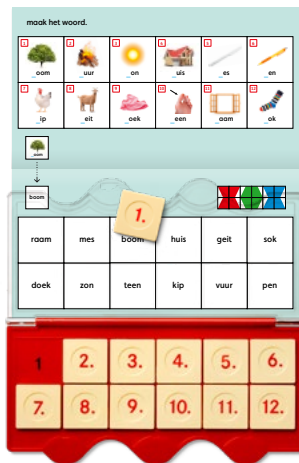 maak het woord.
1 2 3 4 5 6
_oom _uur _on _uis _es _en
7 8 9 10 11 12
_ip _eit _oek _een _aam _ok
_oom
boom
1.
raam mes boom huis geit sok
doek zon teen kip vuur pen
1 2. 3. 4. 5. 6.
7. 8. 9. 10. 11. 12.